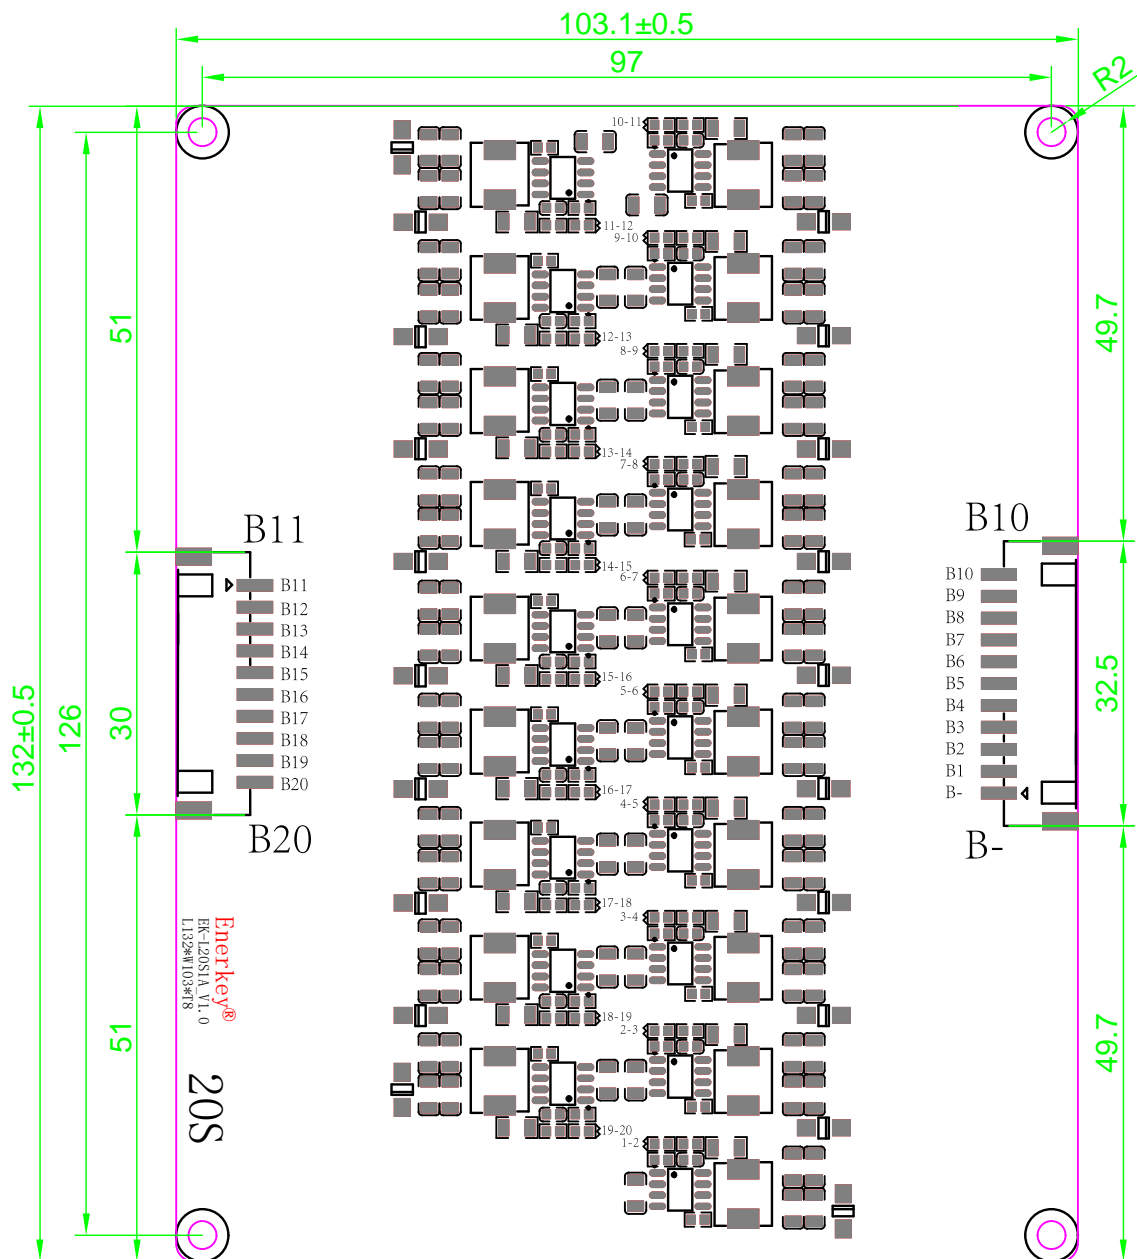 103.1±0.5
97
R2
10-11
11-12
9-10
51
49.7
12-13
8-9
13-14
7-8
B11
B10
14-15
6-7
B11
B12
B13
B14
B15
B16
B17
B18
B19
B20
B10
B9
B8
B7
B6
B5
B4
B3
B2
B1
B-
132±0.5
126
30
32.5
15-16
5-6
16-17
4-5
B20
B-
17-18
3-4
Enerkey®
EK-L20S1A_V1.0
L132*W103*T8
18-19
2-3
51
49.7
20S
19-20
1-2